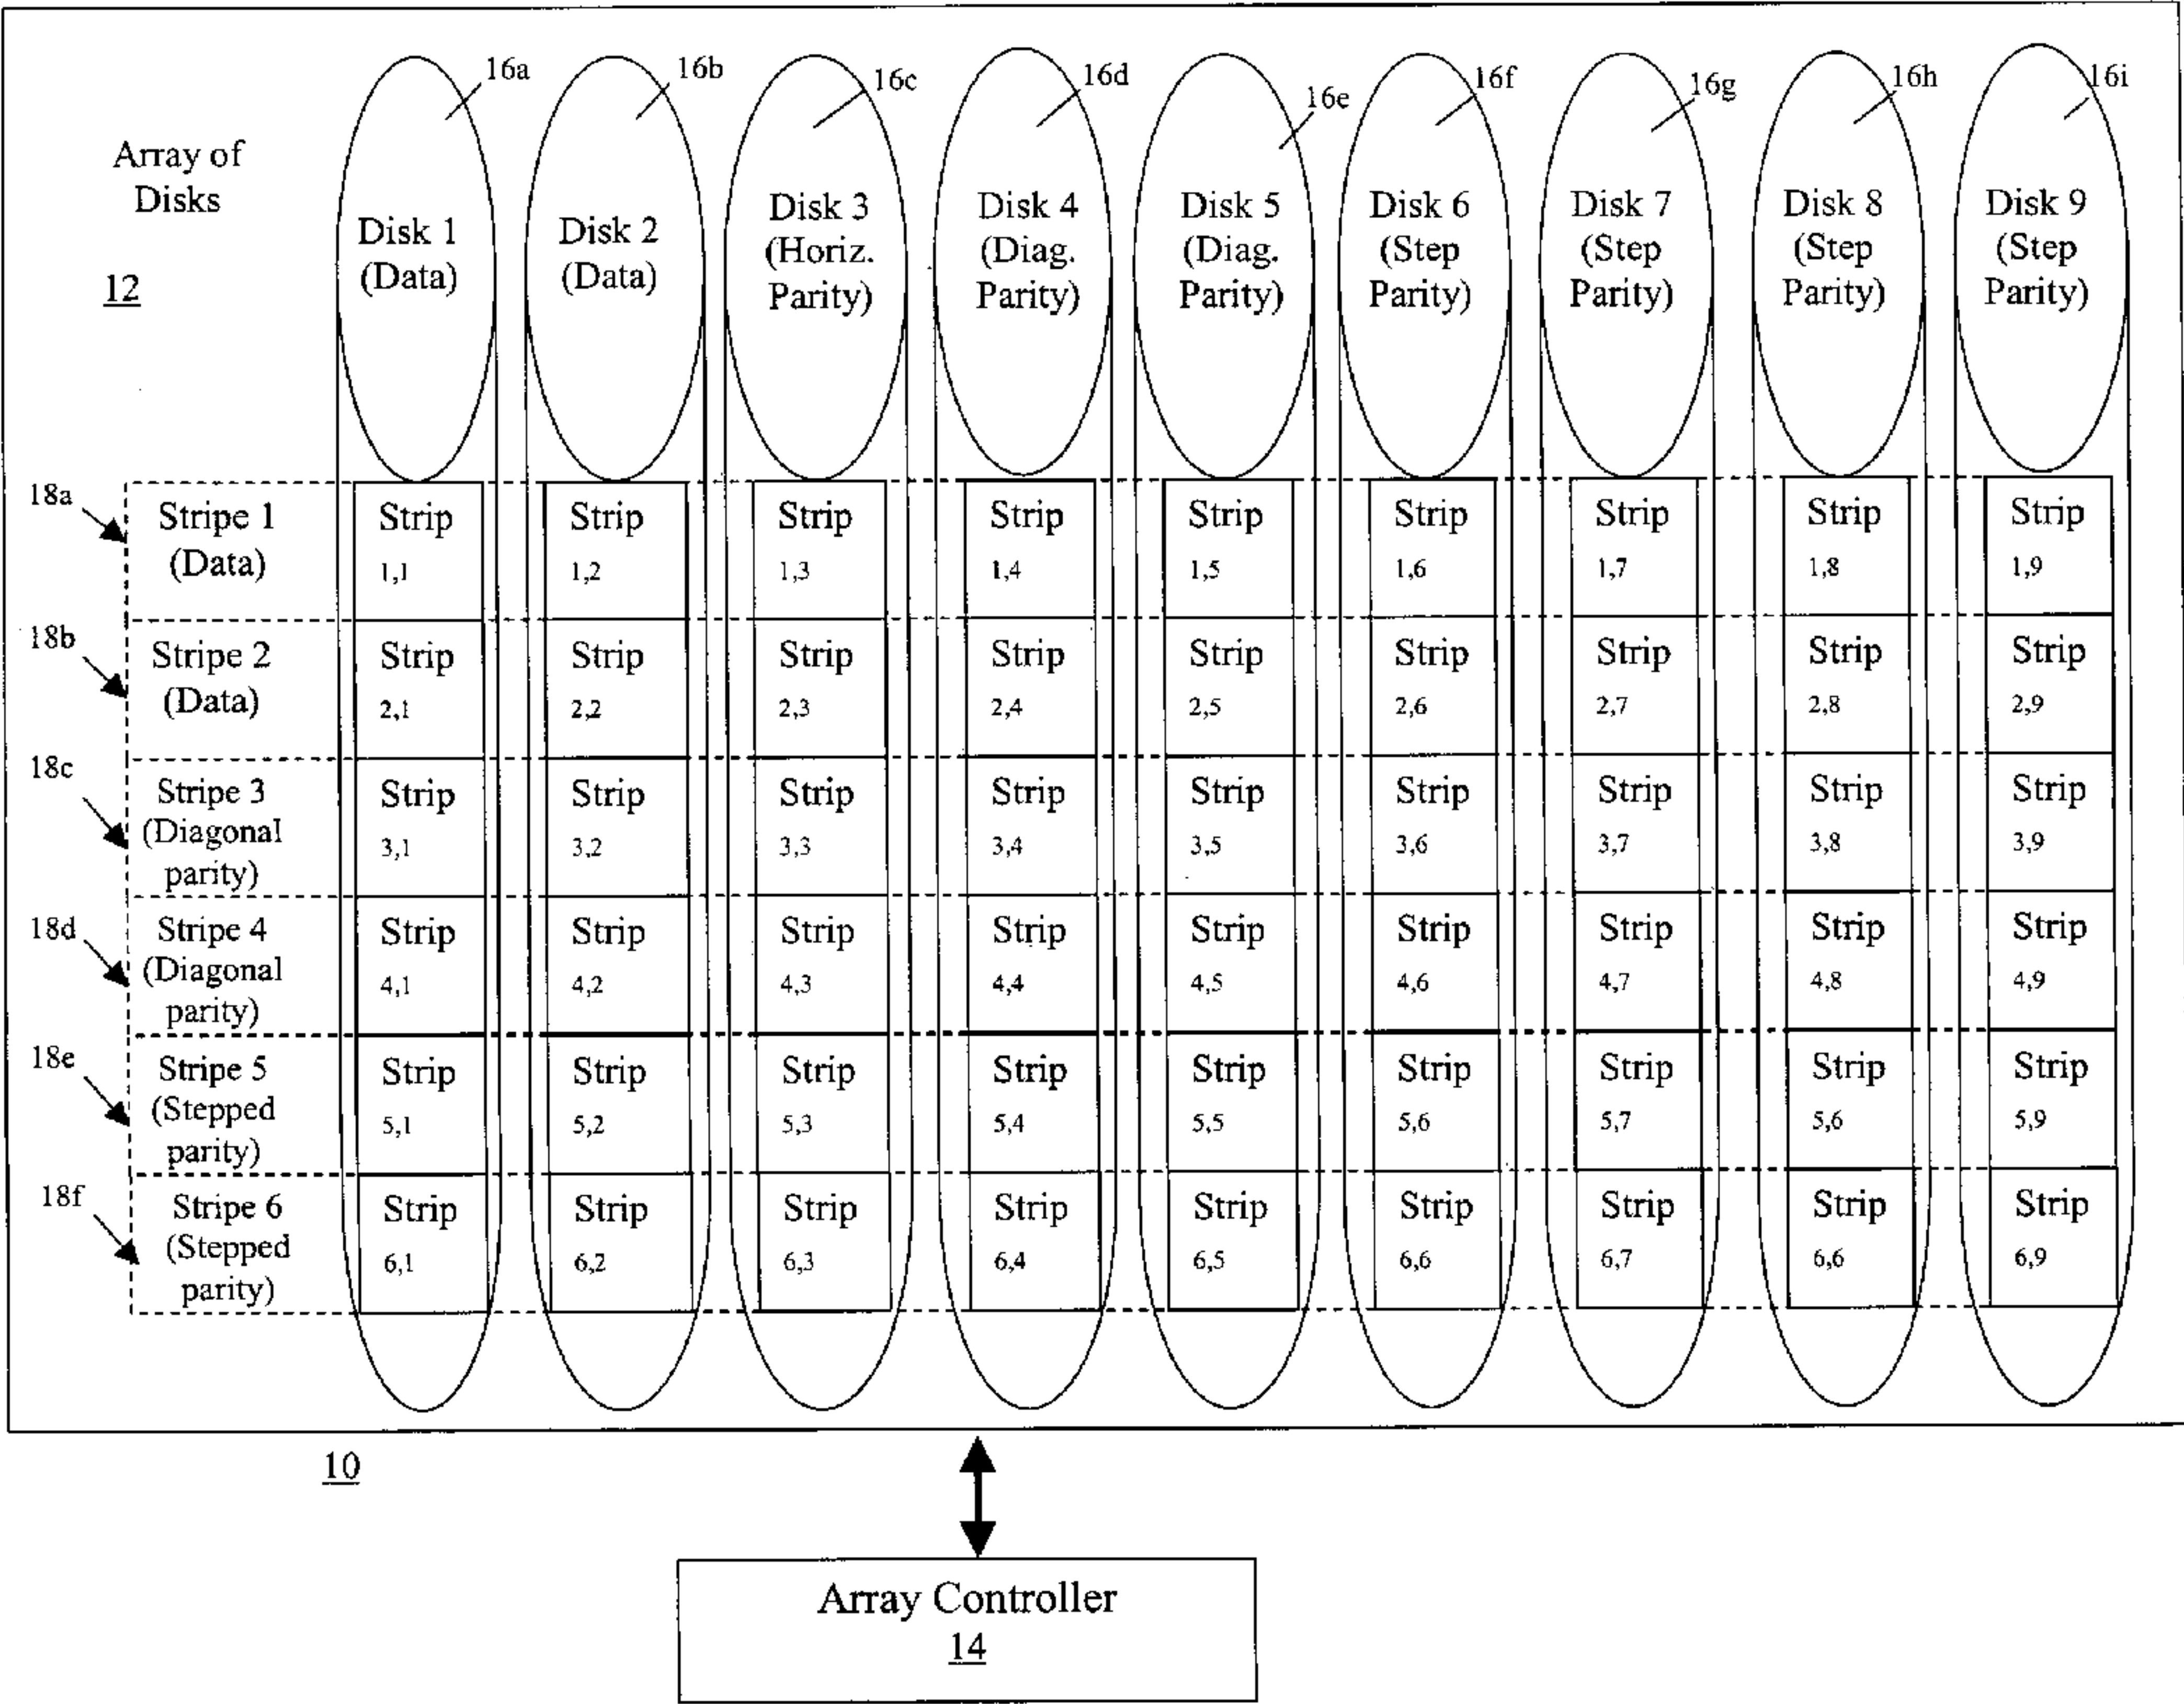 16a 16b 16c 16d 16e 16f 16g 16h 16i
Array of
Disks
12
Disk 1
(Data)
Disk 2
(Data)
Disk 3
(Horiz.
Parity)
Disk 4
(Diag.
Parity)
Disk 5
(Diag.
Parity)
Disk 6
(Step
Parity)
Disk 7
(Step
Parity)
Disk 8
(Step
Parity)
Disk 9
(Step
Parity)
18a
Stripe 1
(Data)
Strip Strip Strip Strip Strip Strip Strip Strip Strip
1,1 1,2 1,3 1,4 1,5 1,6 1,7 1,8 1,9
18b
Stripe 2
(Data)
Strip Strip Strip Strip Strip Strip Strip Strip Strip
2,1 2,2 2,3 2,4 2,5 2,6 2,7 2,8 2,9
18c
Stripe 3
(Diagonal
parity)
Strip Strip Strip Strip Strip Strip Strip Strip Strip
3,1 3,2 3,3 3,4 3,5 3,6 3,7 3,8 3,9
18d
Stripe 4
(Diagonal
parity)
Strip Strip Strip Strip Strip Strip Strip Strip Strip
4,1 4,2 4,3 4,4 4,5 4,6 4,7 4,8 4,9
18e
Stripe 5
(Stepped
parity)
Strip Strip Strip Strip Strip Strip Strip Strip Strip
5,1 5,2 5,3 5,4 5,5 5,6 5,7 5,6 5,9
18f
Stripe 6
(Stepped
parity)
Strip Strip Strip Strip Strip Strip Strip Strip Strip
6,1 6,2 6,3 6,4 6,5 6,6 6,7 6,6 6,9
10
Array Controller
14